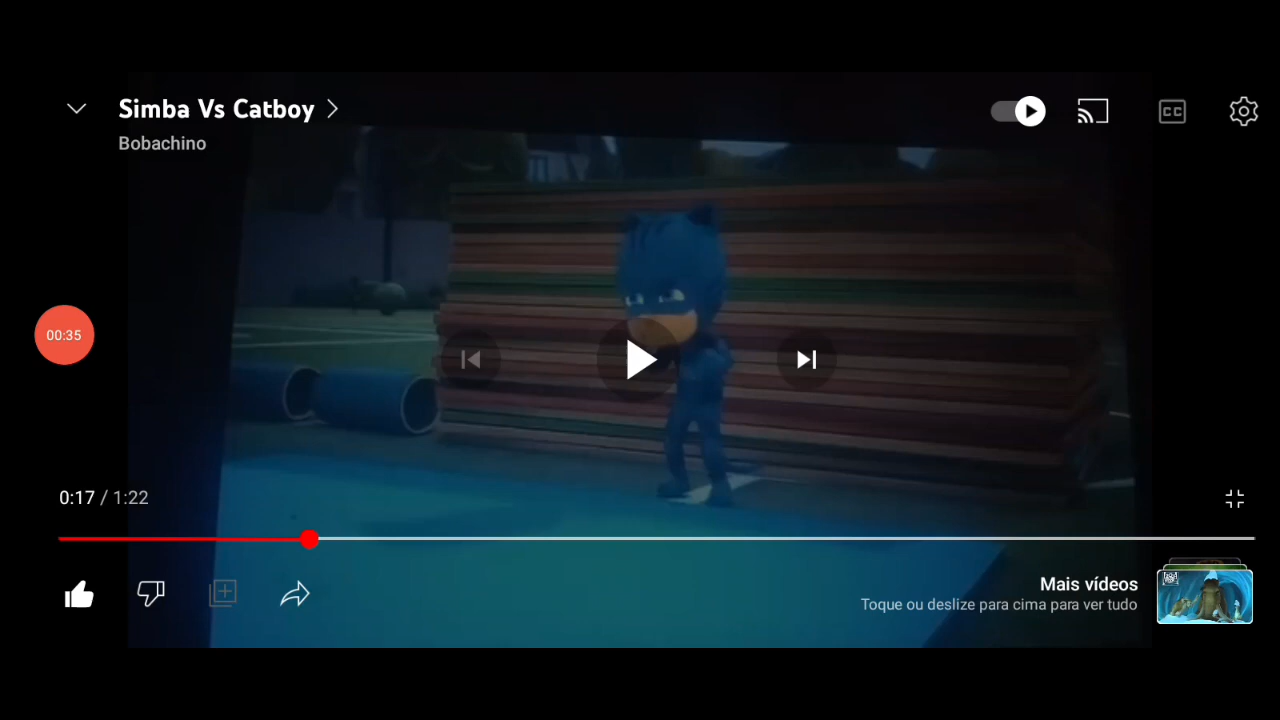 Simba Vs Catboy
Bobachino
CC
00:35
0:17 / 1:22
Mais vídeos
Toque ou deslize para cima para ver tudo